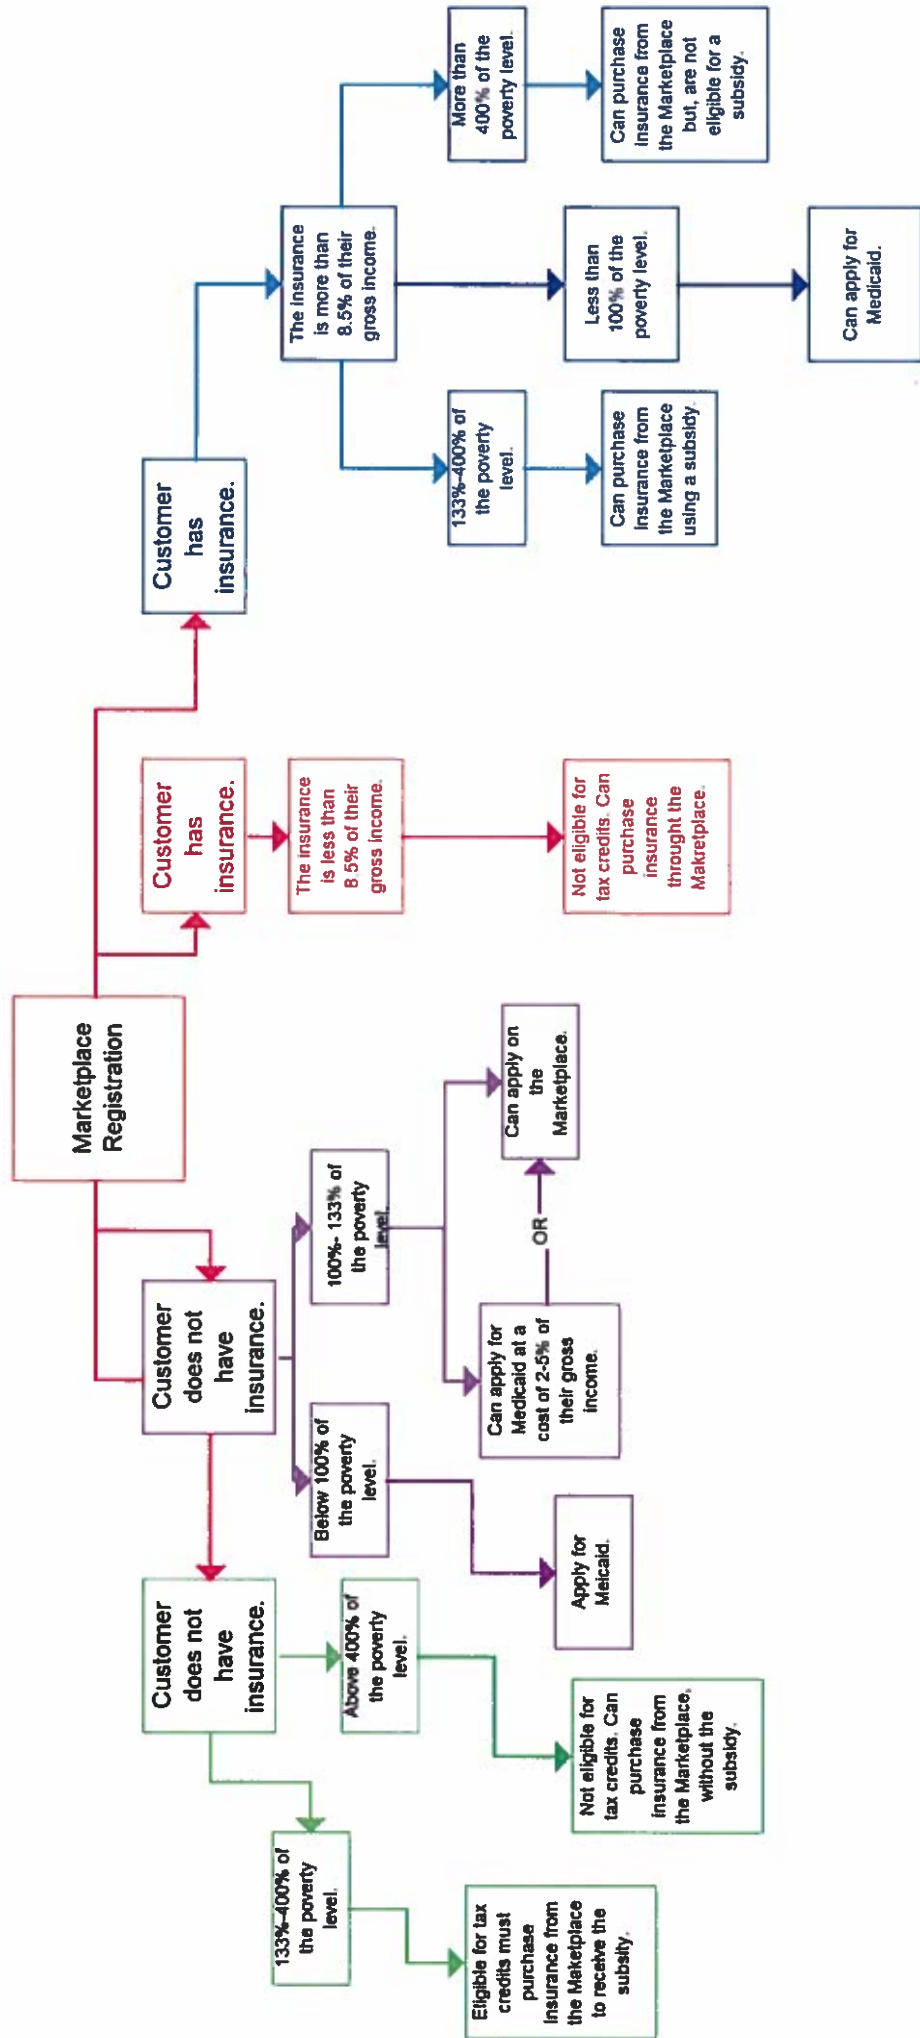 Marketplace
Registration
Customer
does not
have
insurance.
133%-400% of
the poverty
level.
Eligible for tax
credits must
purchase
Insurance from
the Maketplace
to receive the
subsity.
Above 400% of
the poverty
level.
Not eligible for
tax credits. Can
purchase
insurance from
the Marketplace,
without the
subsidy.
Customer
does not
have
insurance.
Below 100% of
the poverty
level.
Apply for
Meicaid.
100%- 133% of
the poverty
level.
Can apply for
Medicaid at a
cost of 2-5% of
their gross
income.
OR
Can apply on
the
Marketplace.
Customer
has
insurance.
The insurance
is less than
8.5% of their
gross income.
Not eligible for
tax credits. Can
purchase
insurance
throught the
Makretplace.
Customer
has
insurance.
The insurance
is more than
8.5% of their
gross income.
133%-400% of
the poverty
level.
Can purchase
insurance from
the Marketplace
using a subsidy.
Less than
100% of the
poverty level.
Can apply for
Medicaid.
More than
400% of the
poverty level.
Can purchase
insurance from
the Marketplace
but, are not
eligible for a
subsidy.